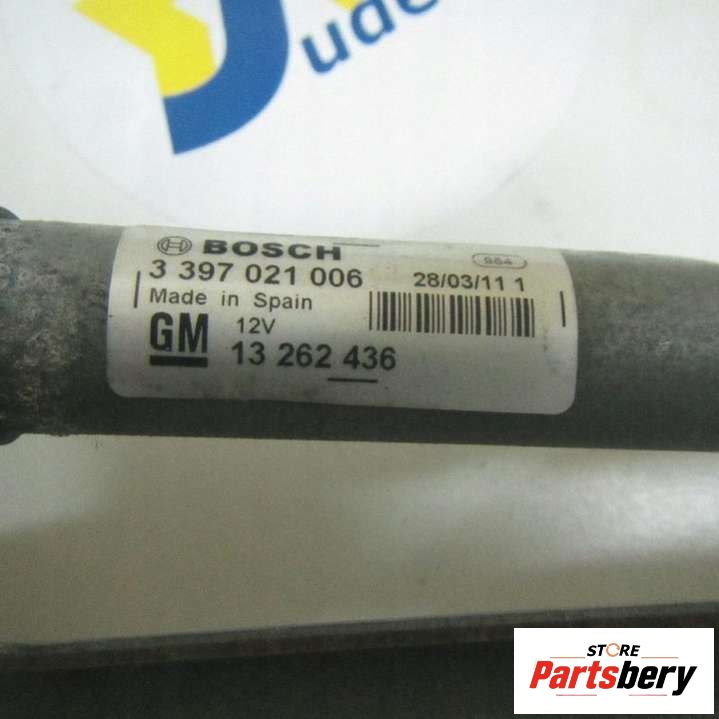 ude
BOSCH
984
3 397 021 006
28/03/11 1
Made in Spain
GM
12V
13 262 436
STORE
Partsbery